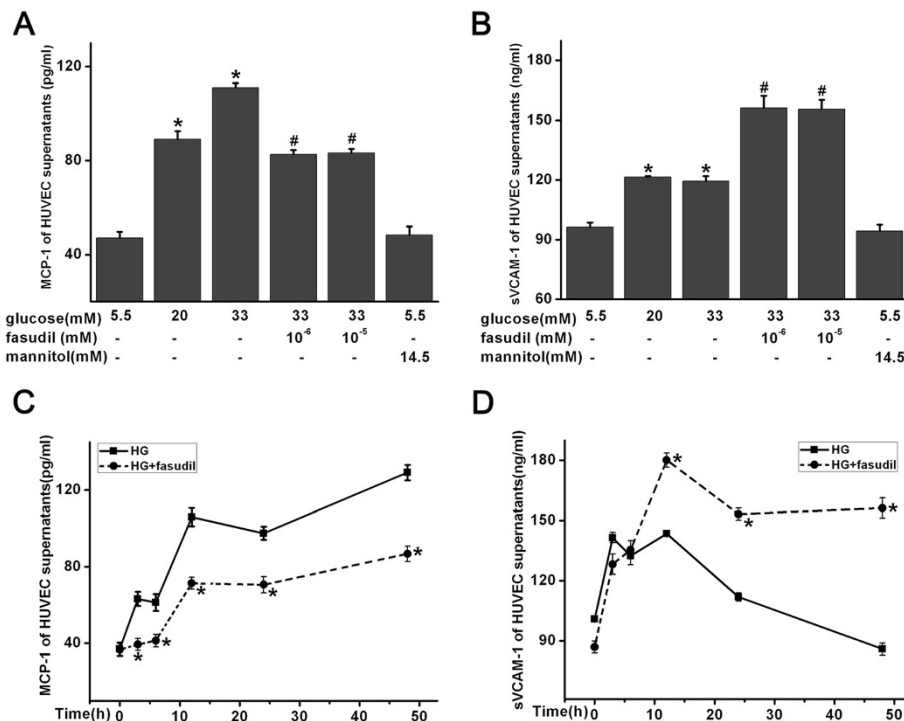 A
B
MCP-1 of HUVEC supernatants (pg/ml)
120
80
40
* * # #
sVCAM-1 of HUVEC supernatants (ng/ml)
180
150
120
90
60
* * # #
glucose(mM) 5.5 20 33 33 33 5.5
fasudil (mM) - - - 10⁻⁶ 10⁻⁵ -
mannitol(mM) - - - - - 14.5
glucose(mM) 5.5 20 33 33 33 5.5
fasudil (mM) - - - 10⁻⁶ 10⁻⁵ -
mannitol(mM) - - - - - 14.5
C
D
MCP-1 of HUVEC supernatants(pg/ml)
120
80
40
HG
HG+fasudil
* * * * *
Time(h) 0 10 20 30 40 50
sVCAM-1 of HUVEC supernatants(ng/ml)
180
150
120
90
HG
HG+fasudil
* * *
Time(h) 0 10 20 30 40 50